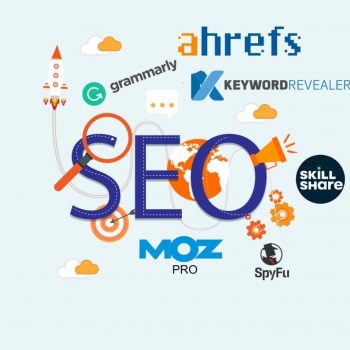 ahrefs
grammarly
KEYWORDREVEALER
SEO
SKILL
SHARE
MOZ
PRO
SpyFu